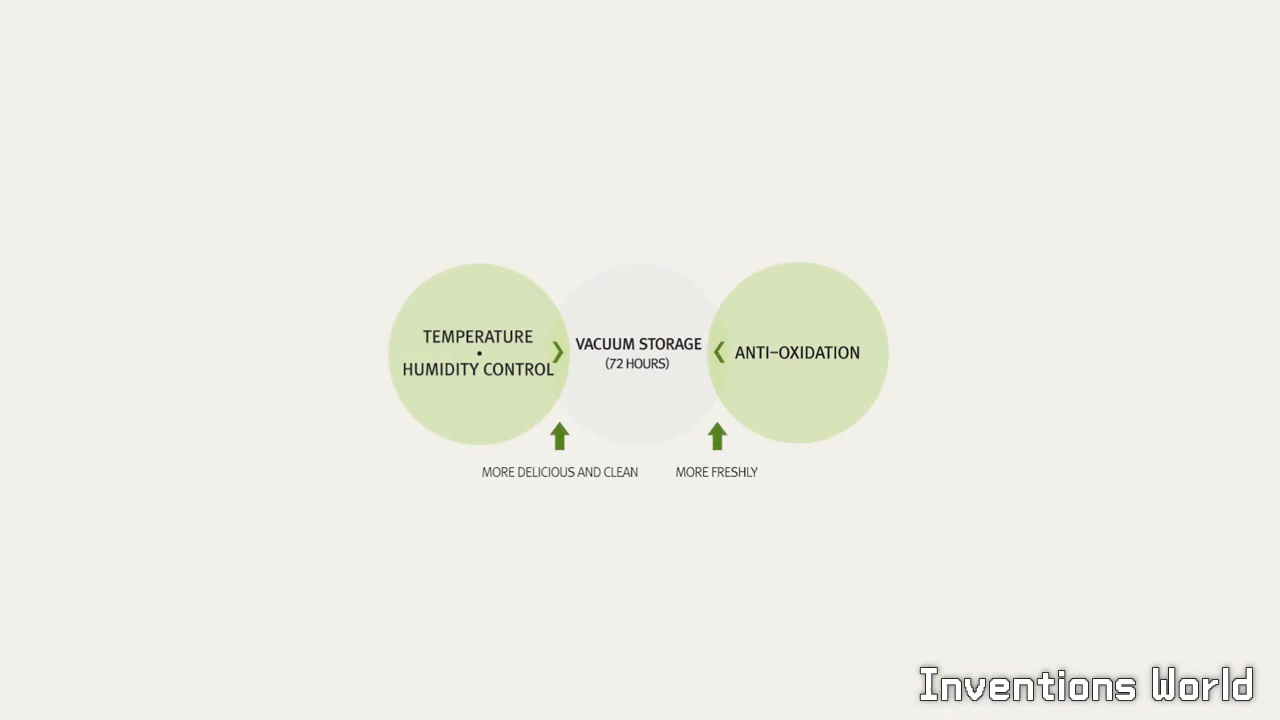 TEMPERATURE
•
HUMIDITY CONTROL
VACUUM STORAGE
(72 HOURS)
ANTI-OXIDATION
MORE DELICIOUS AND CLEAN
MORE FRESHLY
Inventions World